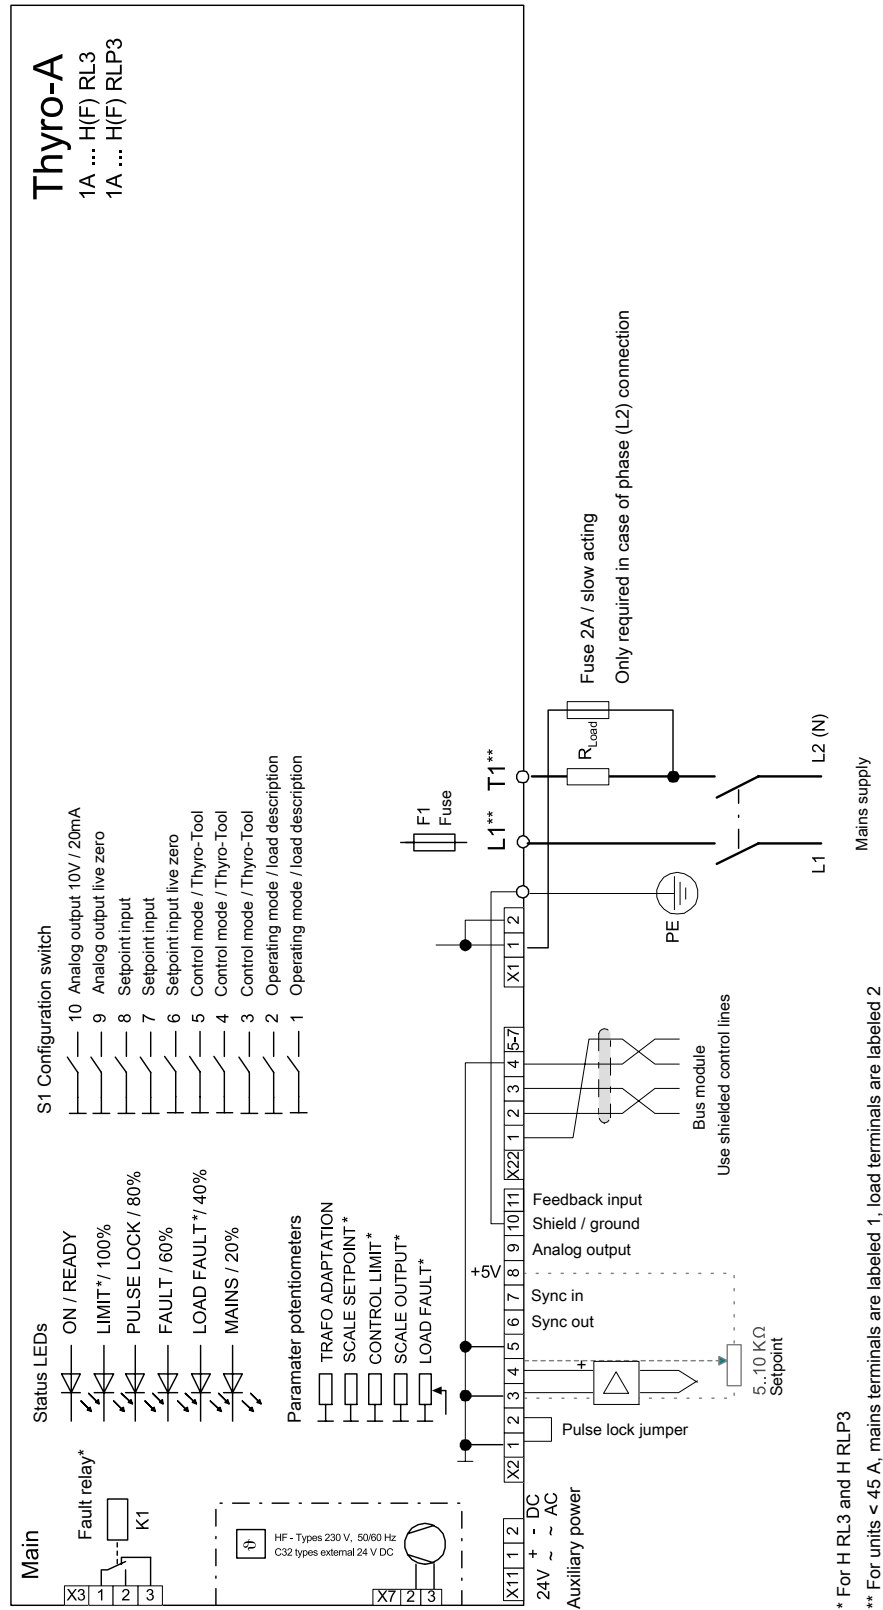 Thyro-A
1A ... H(F) RL3
1A ... H(F) RLP3
Main
Fault relay*
K1
X3 1 2 3
Status LEDs
ON / READY
LIMIT*/ 100%
PULSE LOCK / 80%
FAULT / 60%
LOAD FAULT*/ 40%
MAINS / 20%
S1 Configuration switch
10 Analog output 10V / 20mA
9 Analog output live zero
8 Setpoint input
7 Setpoint input
6 Setpoint input live zero
5 Control mode / Thyro-Tool
4 Control mode / Thyro-Tool
3 Control mode / Thyro-Tool
2 Operating mode / load description
1 Operating mode / load description
ϑ
HF - Types 230 V, 50/60 Hz
C32 types external 24 V DC
X7 2 3
Paramater potentiometers
TRAFO ADAPTATION
SCALE SETPOINT*
CONTROL LIMIT*
SCALE OUTPUT*
LOAD FAULT*
F1
Fuse
L1** T1**
+5V
X11 1 2
24V + - DC
~ ~ AC
Auxiliary power
X2 1 2 3 4 5 6 7 8 9 10 11
Pulse lock jumper
+
5..10 KΩ
Setpoint
Sync out
Sync in
Analog output
Shield / ground
Feedback input
X22 1 2 3 4 5-7
Bus module
Use shielded control lines
X1 1 2
PE
R Load
Fuse 2A / slow acting
Only required in case of phase (L2) connection
L1
L2 (N)
Mains supply
* For H RL3 and H RLP3
** For units < 45 A, mains terminals are labeled 1, load terminals are labeled 2